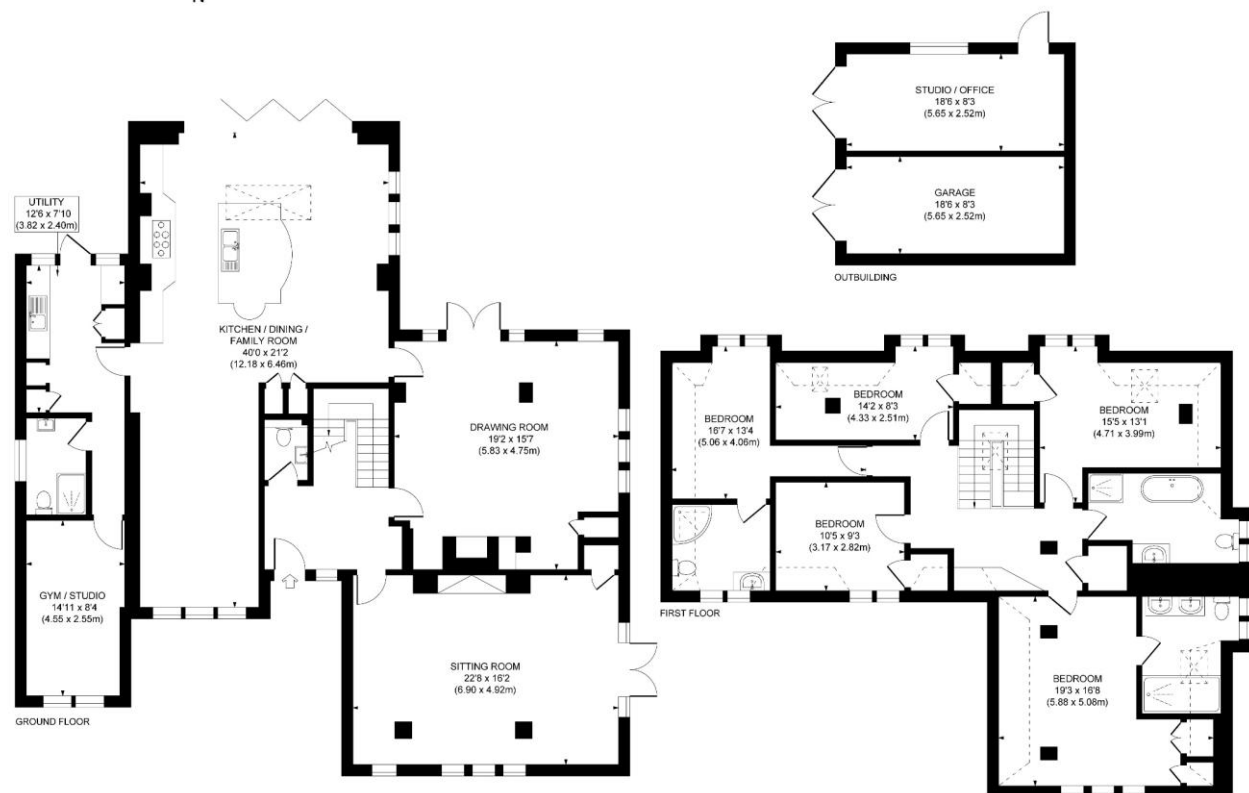 N
STUDIO / OFFICE
18'6 x 8'3
(5.65 x 2.52m)
GARAGE
18'6 x 8'3
(5.65 x 2.52m)
OUTBUILDING
UTILITY
12'6 x 7'10
(3.82 x 2.40m)
KITCHEN / DINING /
FAMILY ROOM
40'0 x 21'2
(12.18 x 6.46m)
DRAWING ROOM
19'2 x 15'7
(5.83 x 4.75m)
GYM / STUDIO
14'11 x 8'4
(4.55 x 2.55m)
SITTING ROOM
22'8 x 16'2
(6.90 x 4.92m)
GROUND FLOOR
BEDROOM
16'7 x 13'4
(5.06 x 4.06m)
BEDROOM
14'2 x 8'3
(4.33 x 2.51m)
BEDROOM
15'5 x 13'1
(4.71 x 3.99m)
BEDROOM
10'5 x 9'3
(3.17 x 2.82m)
FIRST FLOOR
BEDROOM
19'3 x 16'8
(5.88 x 5.08m)